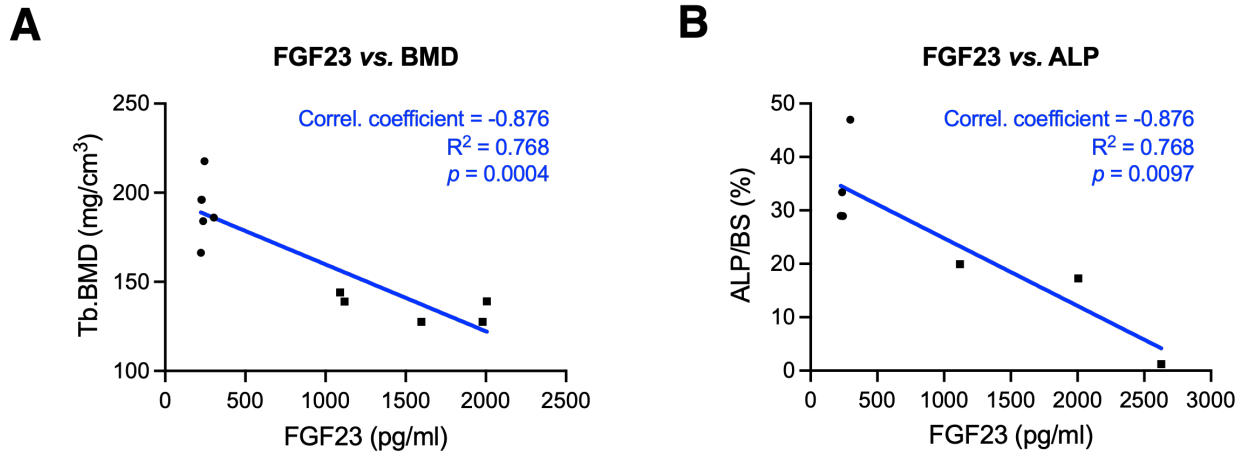 A
FGF23 vs. BMD
Correl. coefficient = -0.876
R² = 0.768
p = 0.0004
250
200
150
100
Tb.BMD (mg/cm³)
0 500 1000 1500 2000 2500
FGF23 (pg/ml)
B
FGF23 vs. ALP
Correl. coefficient = -0.876
R² = 0.768
p = 0.0097
50
40
30
20
10
0
ALP/BS (%)
0 500 1000 1500 2000 2500 3000
FGF23 (pg/ml)